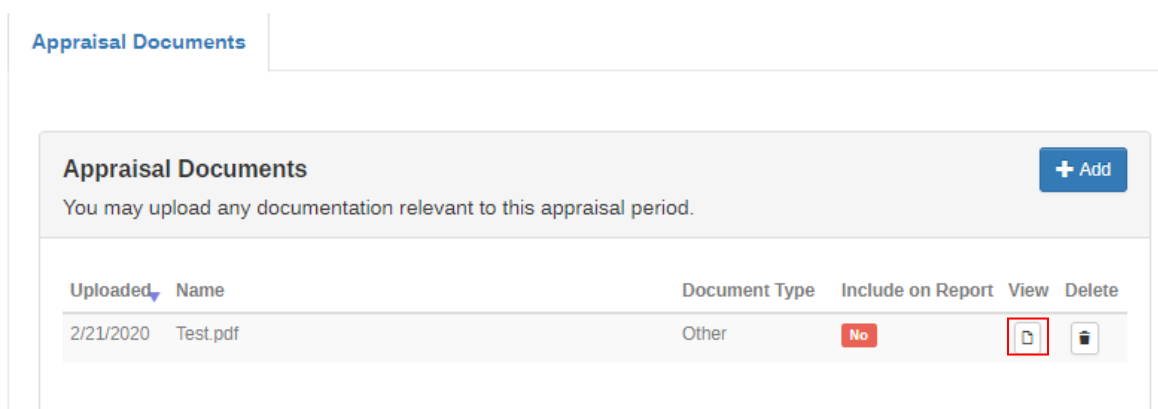 Appraisal Documents
Appraisal Documents
Add
You may upload any documentation relevant to this appraisal period.
Uploaded Name Document Type Include on Report View Delete
2/21/2020 Test.pdf Other No